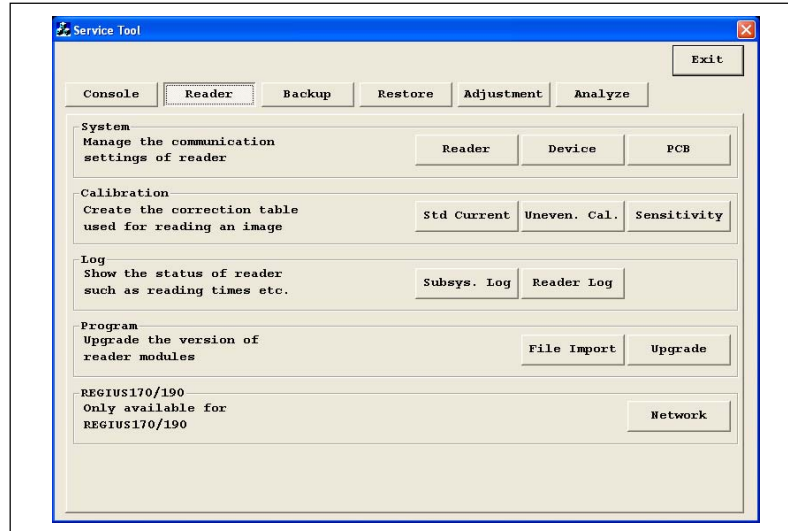 Service Tool
Exit
Console Reader Backup Restore Adjustment Analyze
System
Manage the communication
settings of reader
Reader Device PCB
Calibration
Create the correction table
used for reading an image
Std Current Uneven. Cal. Sensitivity
Log
Show the status of reader
such as reading times etc.
Subsys. Log Reader Log
Program
Upgrade the version of
reader modules
File Import Upgrade
REGIUS170/190
Only available for
REGIUS170/190
Network